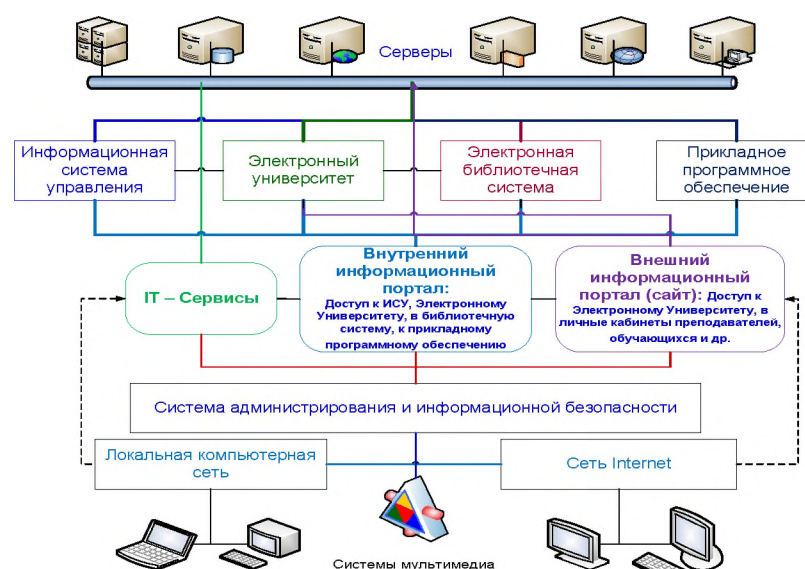 Серверы
Информационная
система
управления
Электронный
университет
Электронная
библиотечная
система
Прикладное
программное
обеспечение
IT – Сервисы
Внутренний
информационный
портал:
Доступ к ИСУ, Электронному
Университету, в библиотечную
систему, к прикладному
программному обеспечению
Внешний
информационный
портал (сайт): Доступ к
Электронному Университету, в
личные кабинеты преподавателей,
обучающихся и др.
Система администрирования и информационной безопасности
Локальная компьютерная
сеть
Сеть Internet
Системы мультимедиа